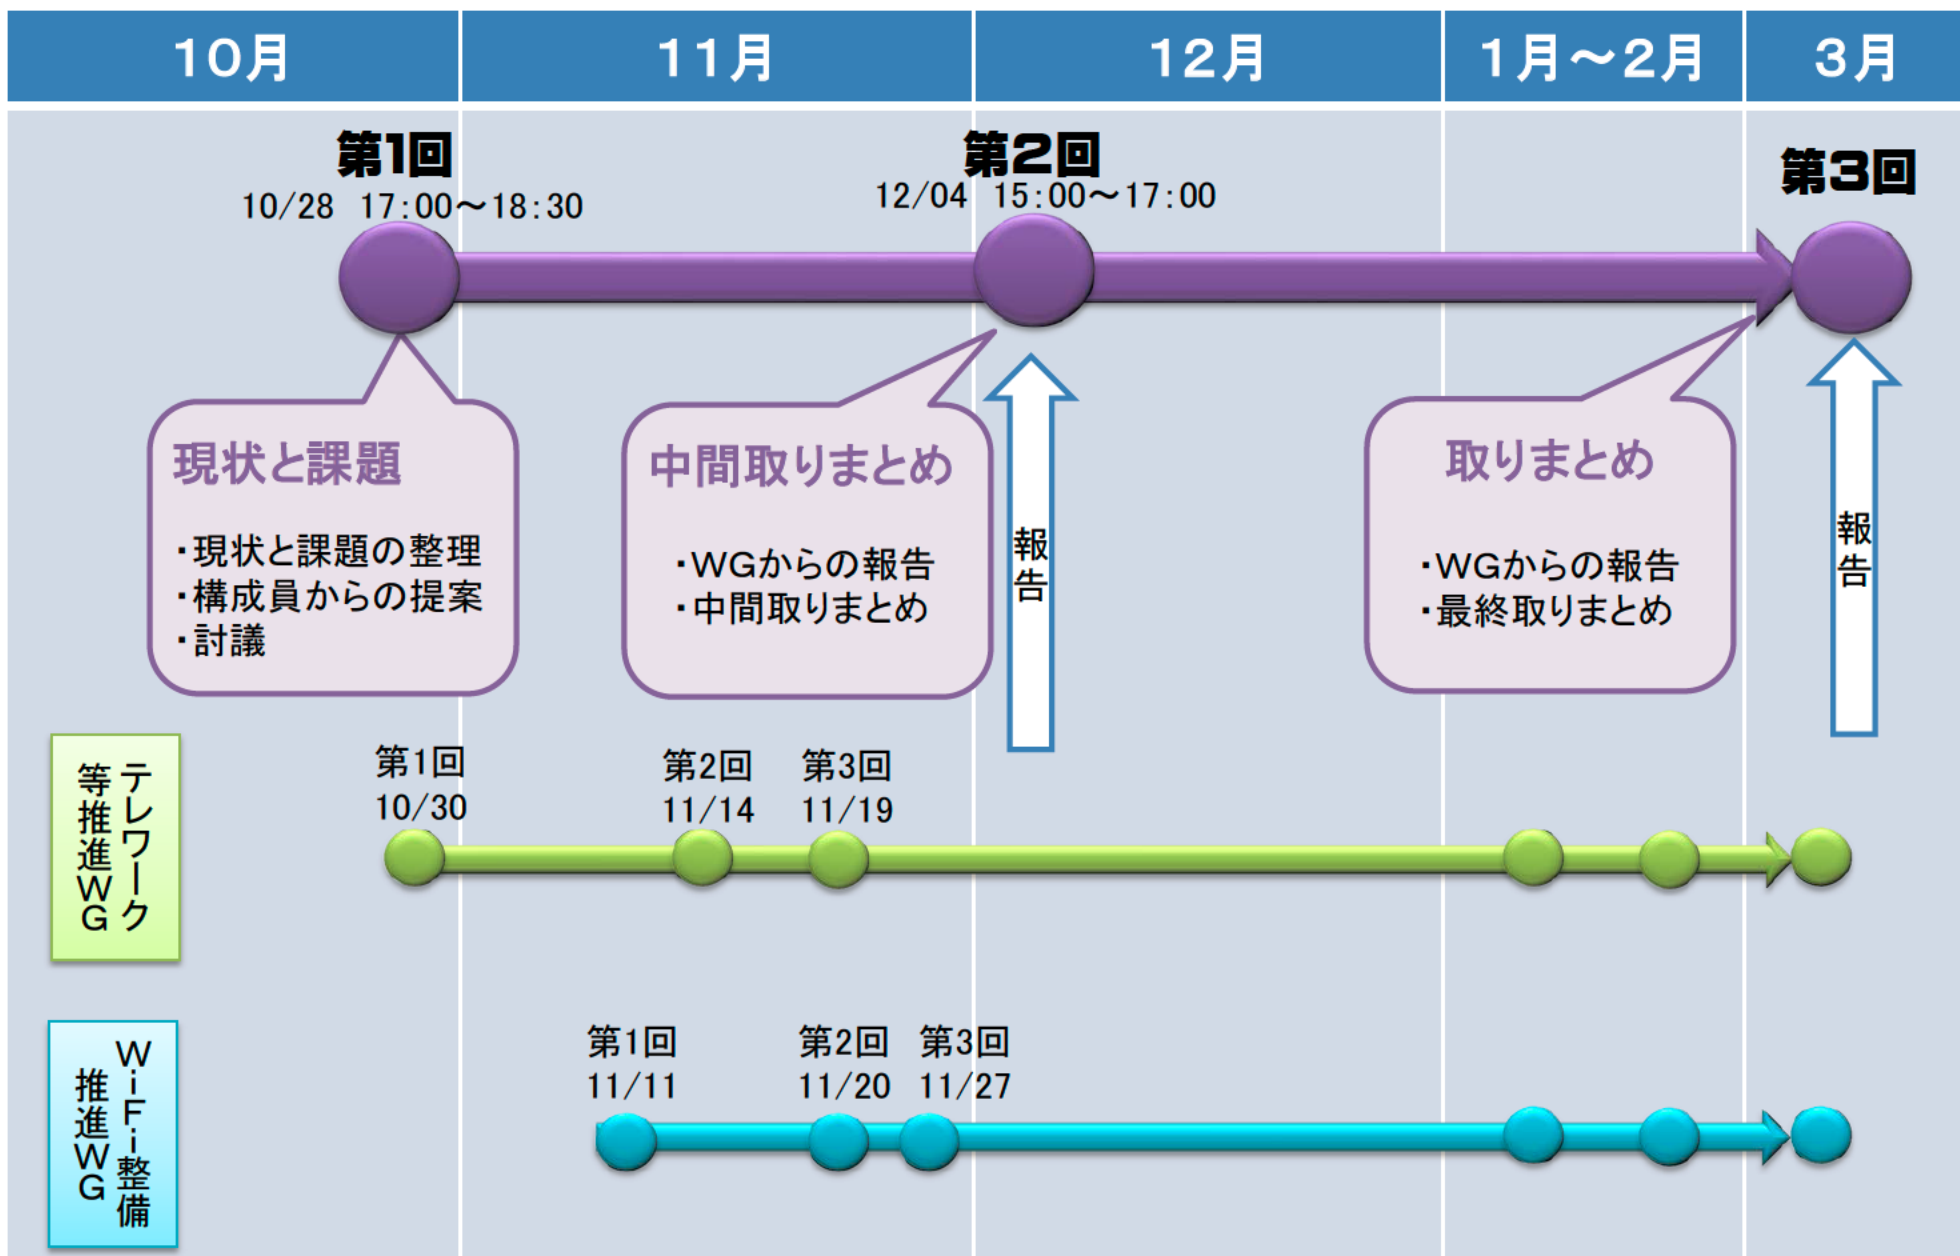 10月
11月
12月
1月～2月
3月
第1回
10/28 17:00～18:30
第2回
12/04 15:00～17:00
第3回
現状と課題
・現状と課題の整理
・構成員からの提案
・討議
中間取りまとめ
・WGからの報告
・中間取りまとめ
報告
取りまとめ
・WGからの報告
・最終取りまとめ
報告
テレワーク
等推進WG
第1回
10/30
第2回
11/14
第3回
11/19
Wi-Fi整備
推進WG
第1回
11/11
第2回
11/20
第3回
11/27